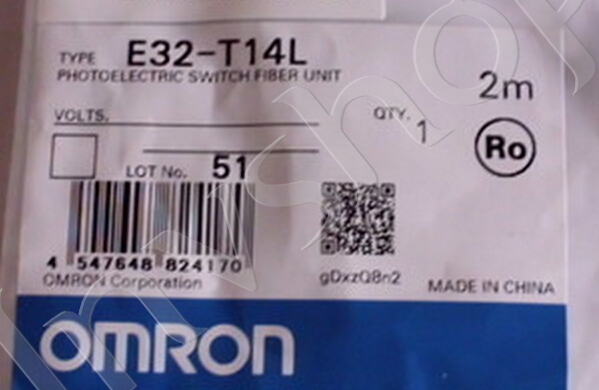 TYPE E32-T14L
PHOTOELECTRIC SWITCH FIBER UNIT
2m
VOLTS.
QTY. 1
Ro
LOT No. 51
4 547648 824170
gDxzQ8n2
OMRON Corporation
MADE IN CHINA
OMRON